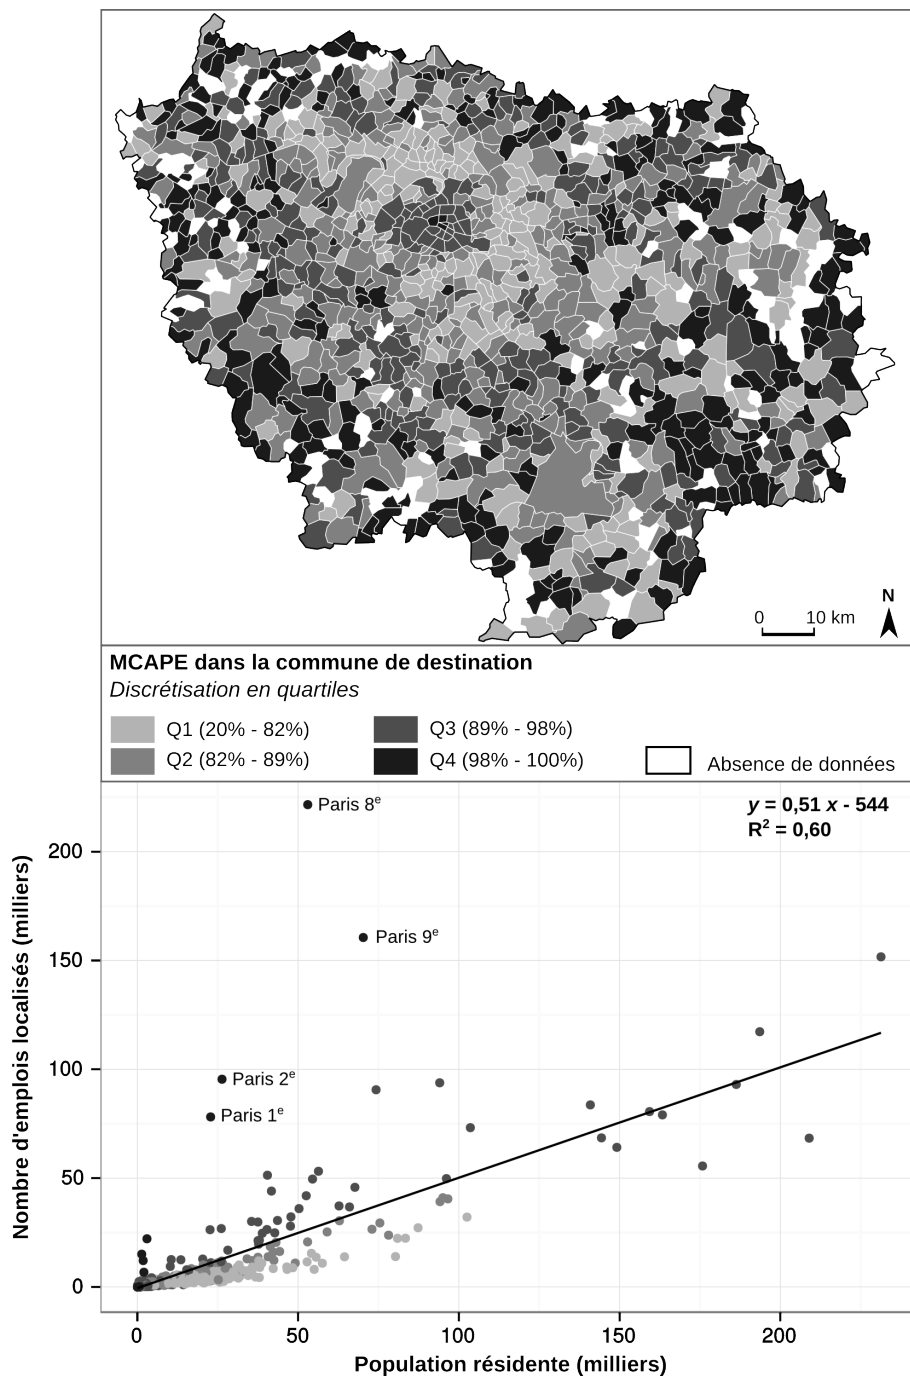 N
0 10 km
MCAPE dans la commune de destination
Discrétisation en quartiles
Q1 (20% - 82%)
Q3 (89% - 98%)
Q2 (82% - 89%)
Q4 (98% - 100%)
Absence de données
Paris 8e
y = 0,51 x - 544
R2 = 0,60
Nombre d'emplois localisés (milliers)
200
Paris 9e
150
100
Paris 2e
Paris 1e
50
0
0 50 100 150 200
Population résidente (milliers)